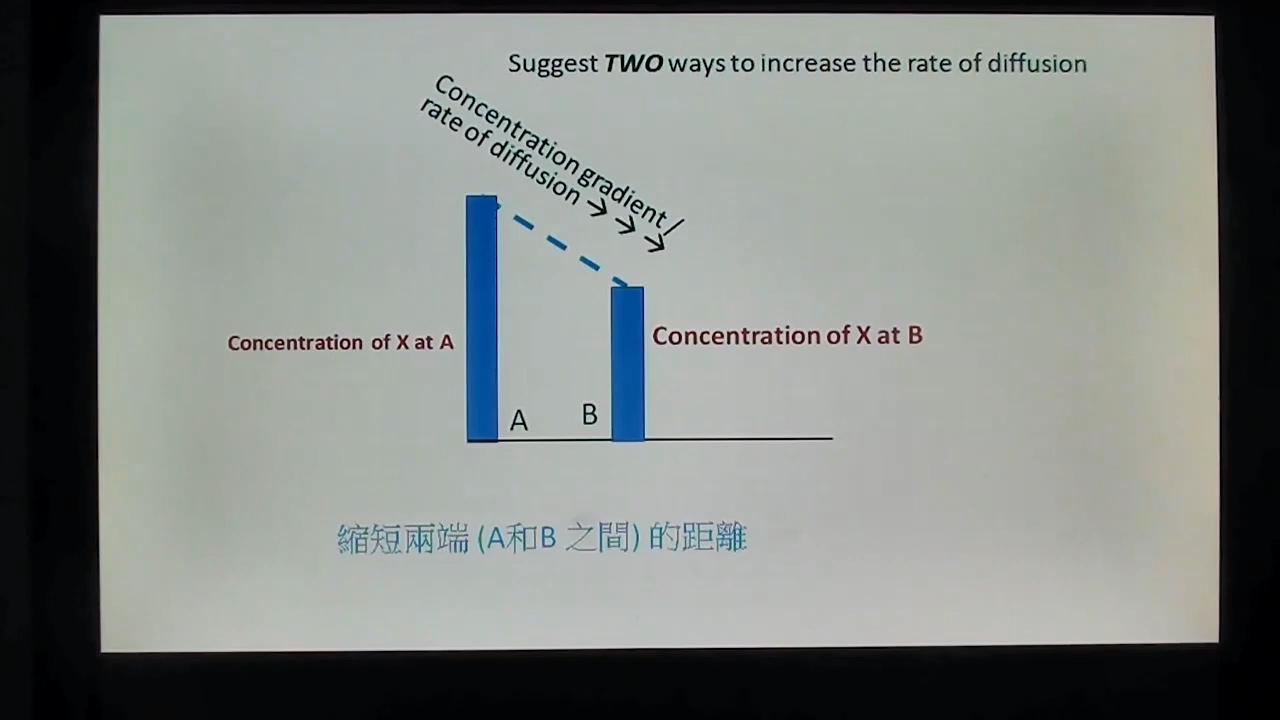 Suggest TWO ways to increase the rate of diffusion
Concentration gradient /
rate of diffusion → → →
Concentration of X at A
Concentration of X at B
A
B
縮短兩端 (A和B 之間) 的距離